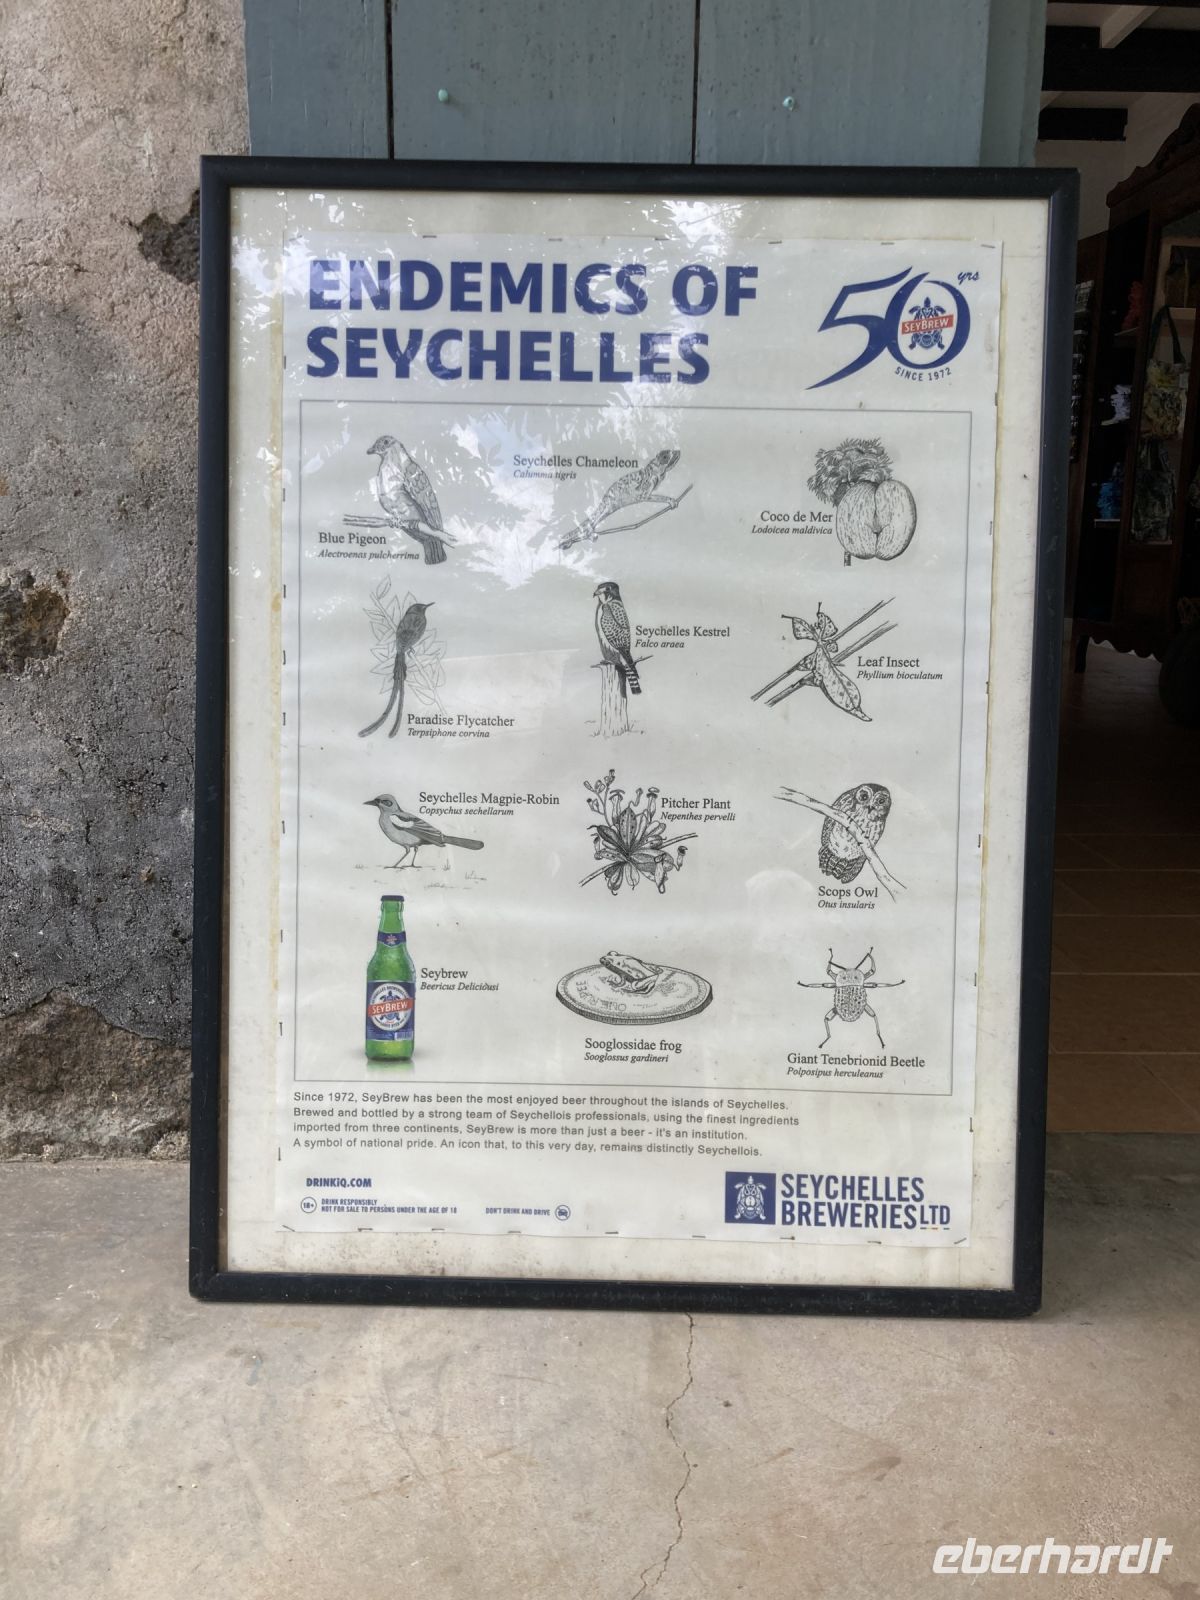 ENDEMICS OF
SEYCHELLES
50 yrs
SEYBREW
SINCE 1972
Blue Pigeon
Alectroenas pulcherrima
Seychelles Chameleon
Calumma tigris
Coco de Mer
Lodoicea maldivica
Paradise Flycatcher
Terpsiphone corvina
Seychelles Kestrel
Falco araea
Leaf Insect
Phyllium bioculatum
Seychelles Magpie-Robin
Copsychus sechellarum
Pitcher Plant
Nepenthes pervelli
Scops Owl
Otus insularis
SEYBREW
Seybrew
Beericus Delicidusi
Sooglossidae frog
Sooglossus gardineri
Giant Tenebrionid Beetle
Polposipus herculeanus
Since 1972, SeyBrew has been the most enjoyed beer throughout the islands of Seychelles.
Brewed and bottled by a strong team of Seychellois professionals, using the finest ingredients
imported from three continents, SeyBrew is more than just a beer - it's an institution.
A symbol of national pride. An icon that, to this very day, remains distinctly Seychellois.
DRINKiQ.COM
18+ DRINK RESPONSIBLY
NOT FOR SALE TO PERSONS UNDER THE AGE OF 18
DON'T DRINK AND DRIVE
SEYCHELLES
BREWERIES LTD
eberhardt